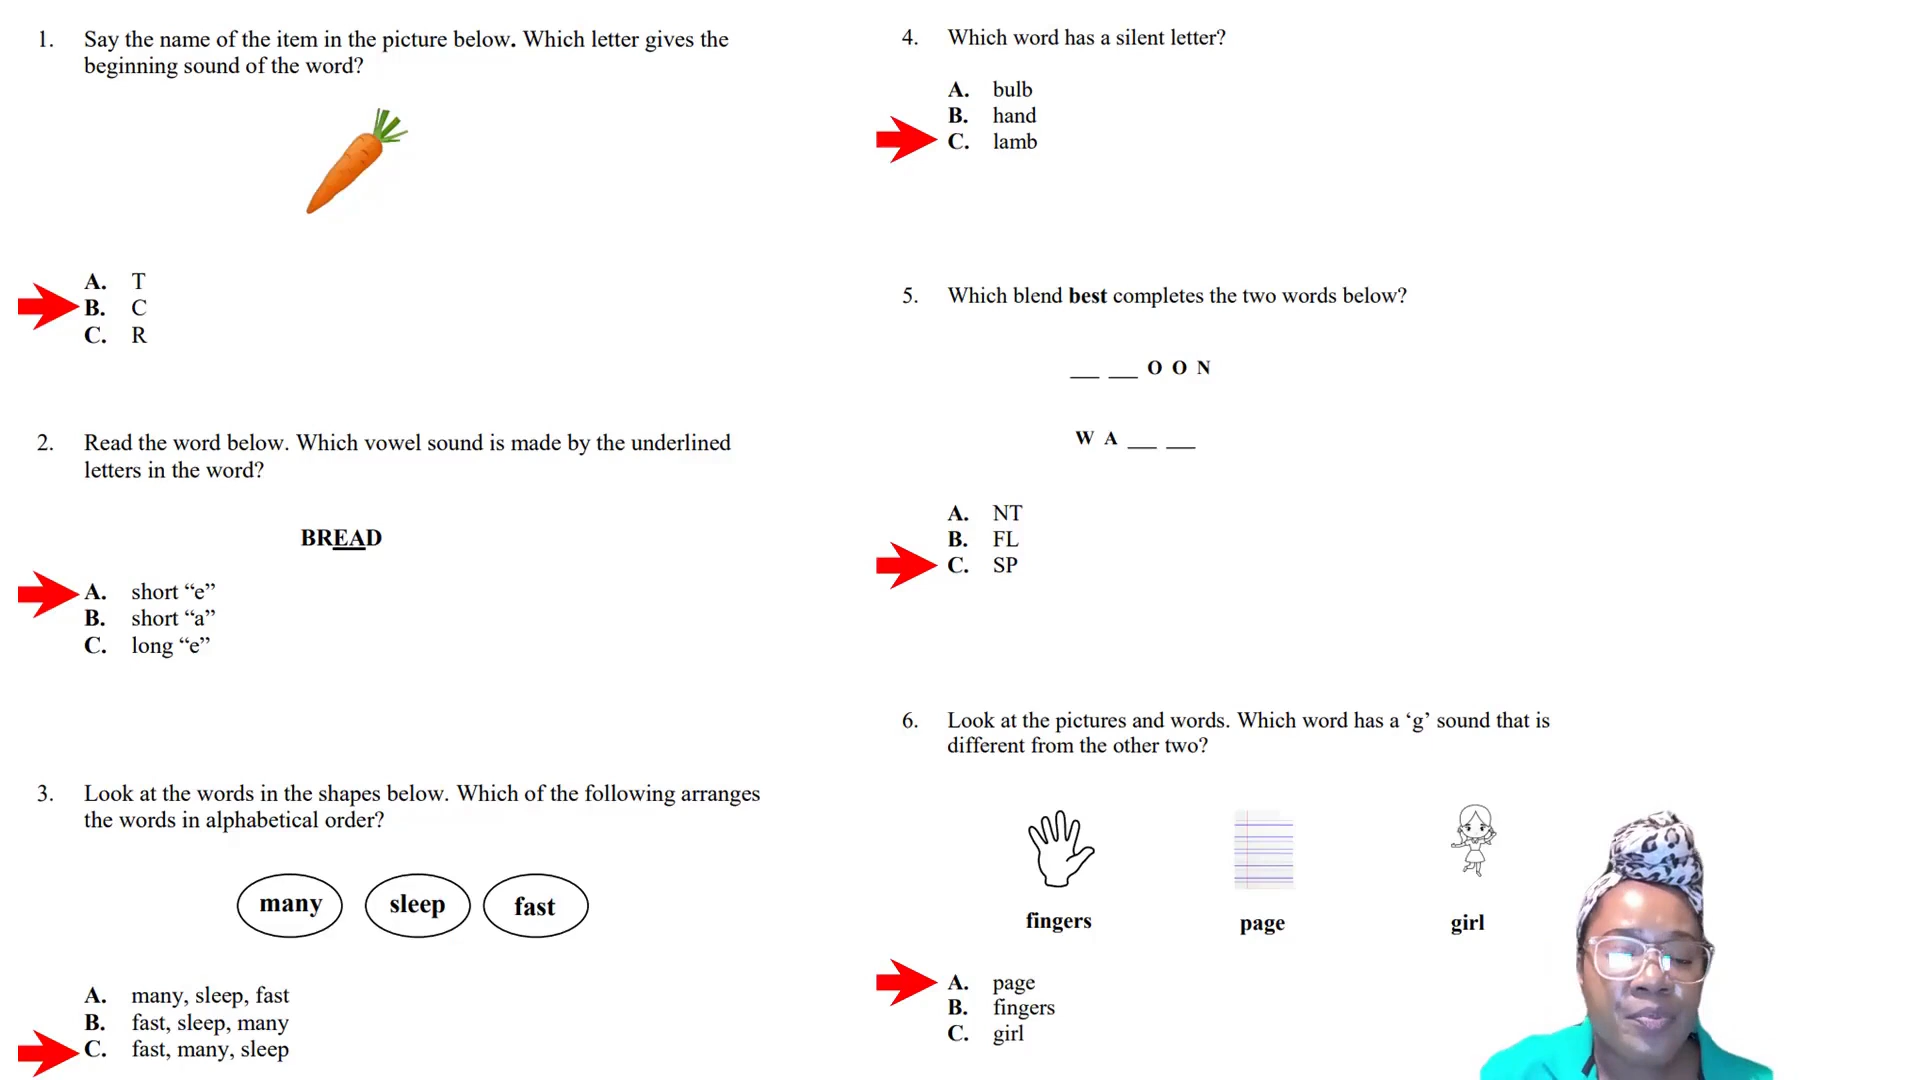 1. Say the name of the item in the picture below. Which letter gives the
beginning sound of the word?
A. T
B. C
C. R
2. Read the word below. Which vowel sound is made by the underlined
letters in the word?
BREAD
A. short “e”
B. short “a”
C. long “e”
3. Look at the words in the shapes below. Which of the following arranges
the words in alphabetical order?
many sleep fast
A. many, sleep, fast
B. fast, sleep, many
C. fast, many, sleep
4. Which word has a silent letter?
A. bulb
B. hand
C. lamb
5. Which blend best completes the two words below?
__ __ O O N
W A __ __
A. NT
B. FL
C. SP
6. Look at the pictures and words. Which word has a ‘g’ sound that is
different from the other two?
fingers page girl
A. page
B. fingers
C. girl